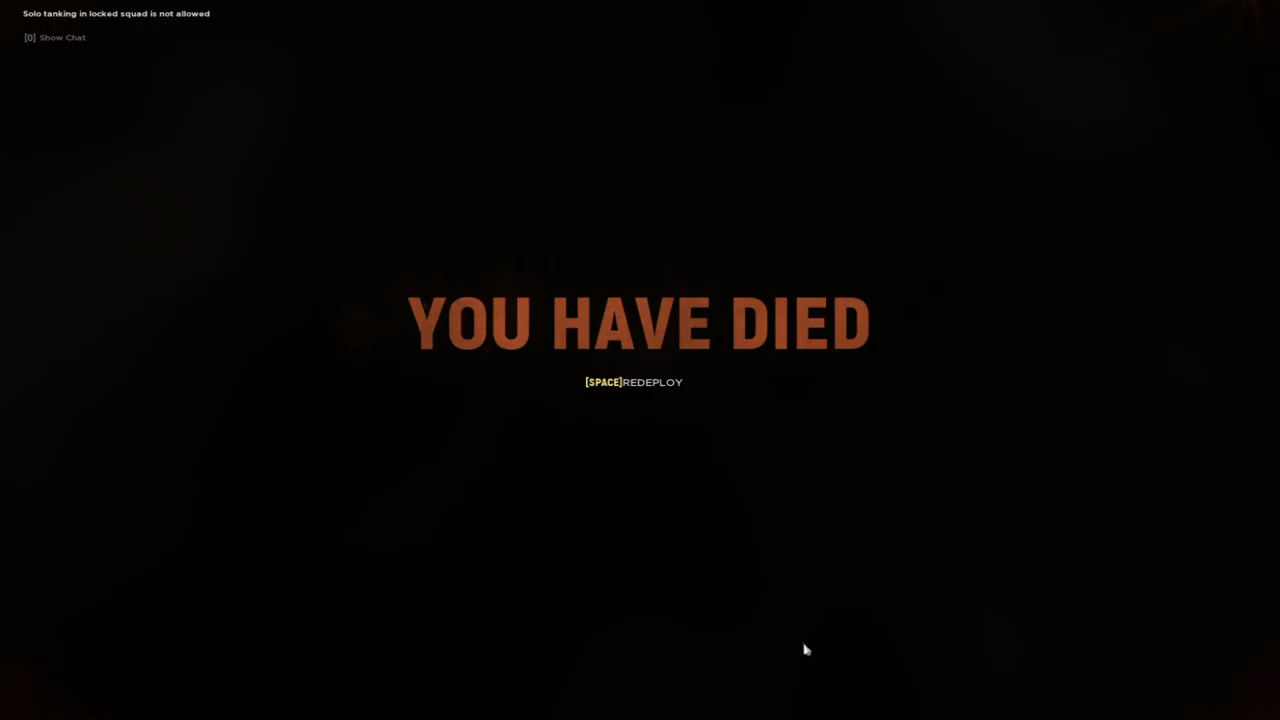 Solo tanking in locked squad is not allowed
[0] Show Chat
YOU HAVE DIED
[SPACE]REDEPLOY